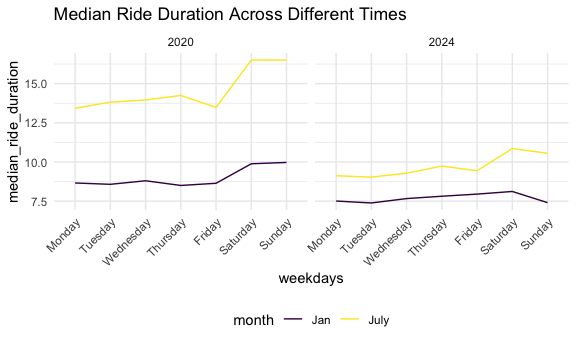 Median Ride Duration Across Different Times
2020 2024
median_ride_duration
15.0
12.5
10.0
7.5
Monday Tuesday Wednesday Thursday Friday Saturday Sunday Monday Tuesday Wednesday Thursday Friday Saturday Sunday
weekdays
month Jan July